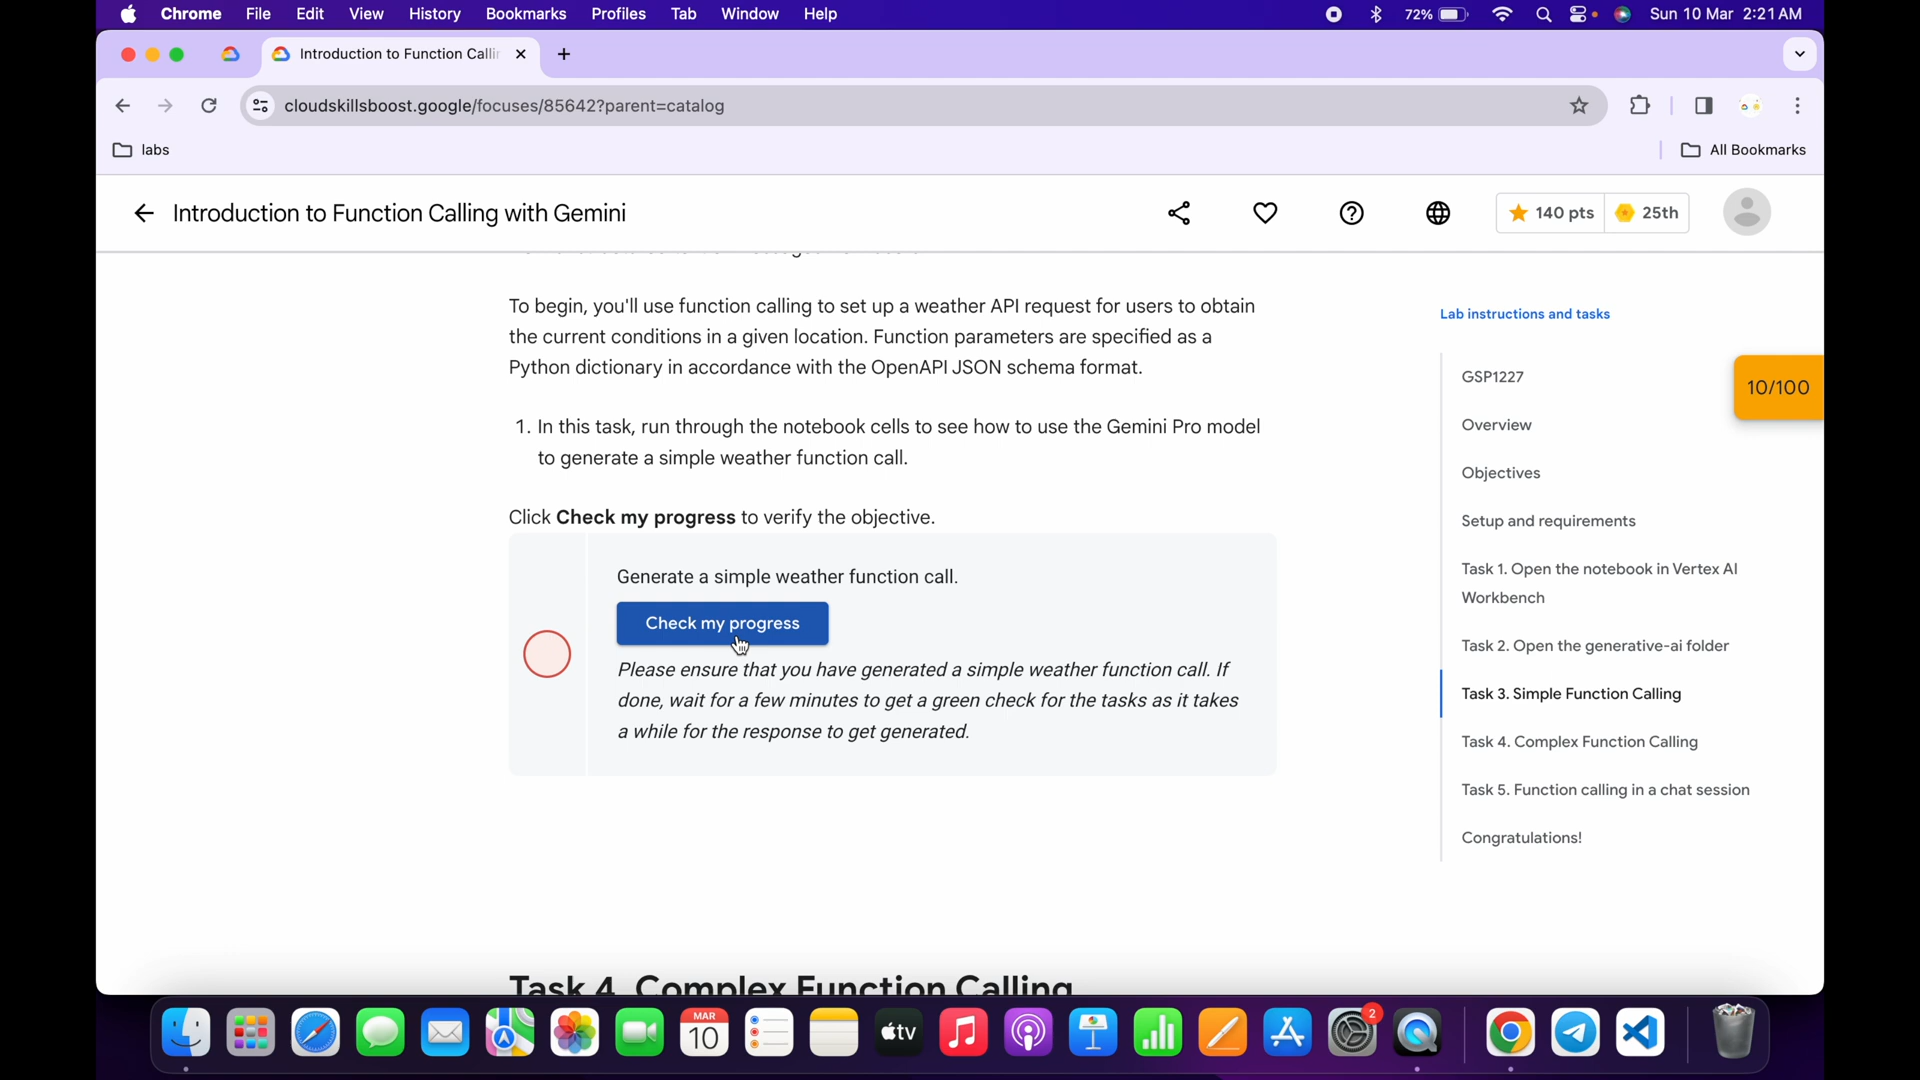 Chrome File Edit View History Bookmarks Profiles Tab Window Help 72% Sun 10 Mar 2:21 AM
Introduction to Function Callin
cloudskillsboost.google/focuses/85642?parent=catalog
labs
All Bookmarks
Introduction to Function Calling with Gemini
140 pts
25th
To begin, you'll use function calling to set up a weather API request for users to obtain
the current conditions in a given location. Function parameters are specified as a
Python dictionary in accordance with the OpenAPI JSON schema format.
1. In this task, run through the notebook cells to see how to use the Gemini Pro model
to generate a simple weather function call.
Click Check my progress to verify the objective.
Generate a simple weather function call.
Check my progress
Please ensure that you have generated a simple weather function call. If
done, wait for a few minutes to get a green check for the tasks as it takes
a while for the response to get generated.
Task 4. Complex Function Calling
Lab instructions and tasks
10/100
GSP1227
Overview
Objectives
Setup and requirements
Task 1. Open the notebook in Vertex AI
Workbench
Task 2. Open the generative-ai folder
Task 3. Simple Function Calling
Task 4. Complex Function Calling
Task 5. Function calling in a chat session
Congratulations!
MAR
10
tv
2